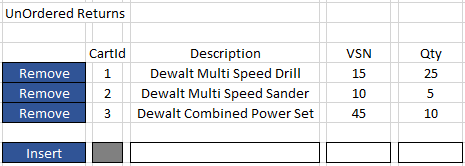 UnOrdered Returns
CartId Description VSN Qty
Remove 1 Dewalt Multi Speed Drill 15 25
Remove 2 Dewalt Multi Speed Sander 10 5
Remove 3 Dewalt Combined Power Set 45 10
Insert